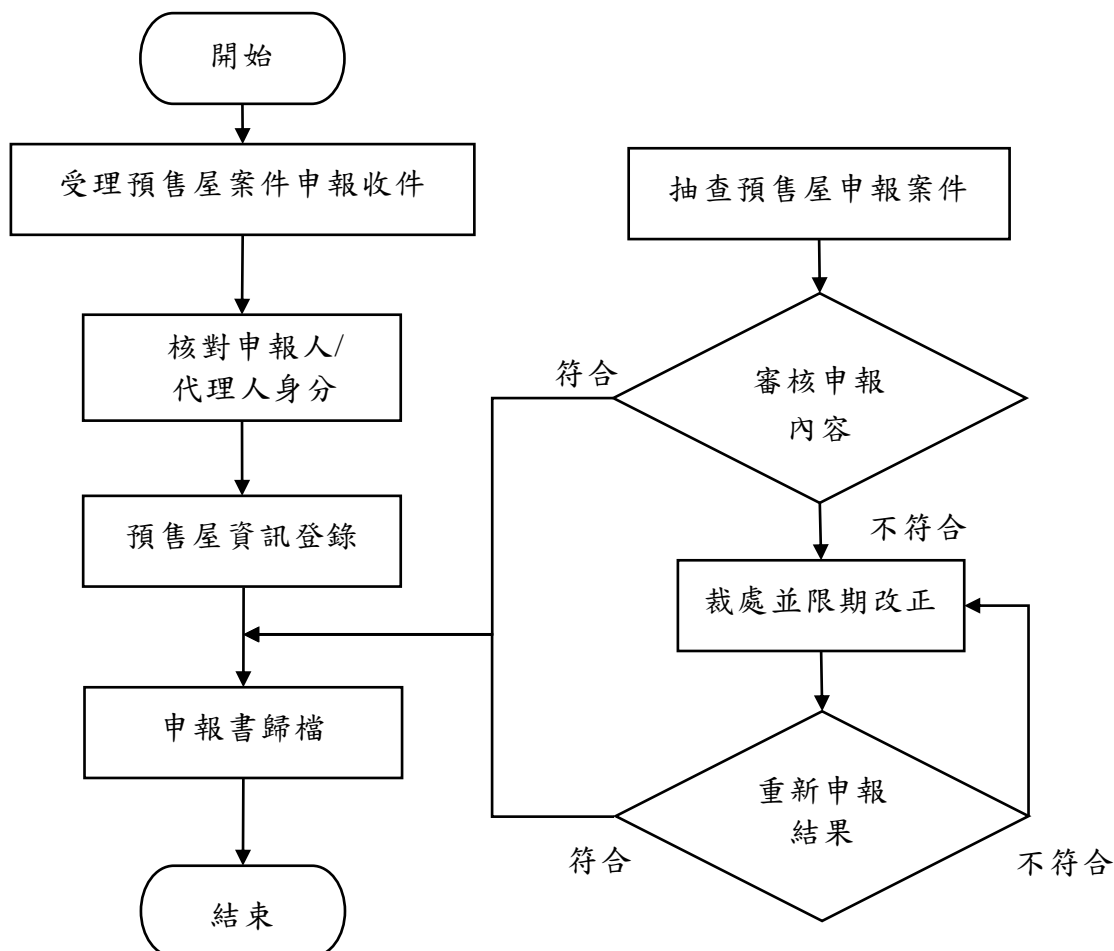 開始
受理預售屋案件申報收件
核對申報人/
代理人身分
預售屋資訊登錄
申報書歸檔
結束
抽查預售屋申報案件
審核申報
內容
符合
不符合
裁處並限期改正
重新申報
結果
符合
不符合